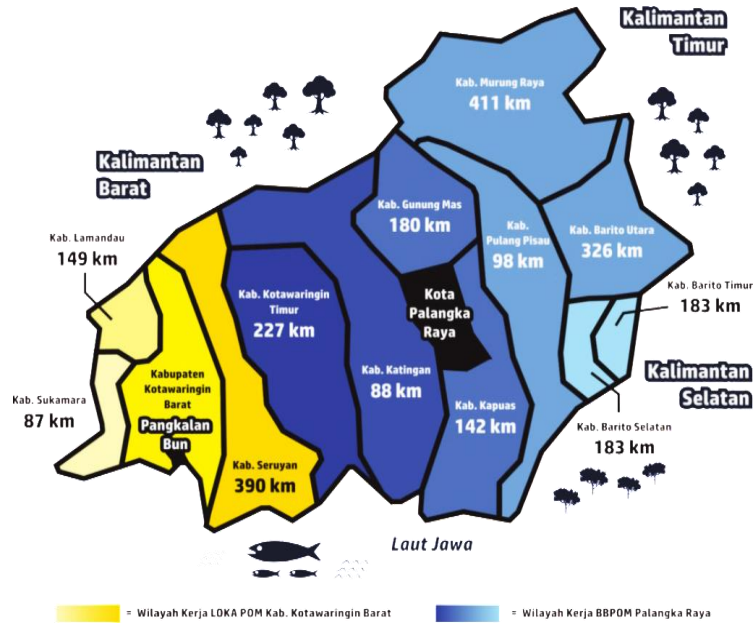 Kalimantan
Timur
Kab. Murung Raya
411 km
Kalimantan
Barat
Kab. Gunung Mas
180 km
Kab.
Pulang Pisau
98 km
Kab. Barito Utara
326 km
Kab. Lamandau
149 km
Kab. Kotawaringin
Timur
227 km
Kota
Palangka
Raya
Kab. Barito Timur
183 km
Kabupaten
Kotawaringin
Barat
Pangkalan
Bun
Kab. Katingan
88 km
Kalimantan
Selatan
Kab. Sukamara
87 km
Kab. Kapuas
142 km
Kab. Barito Selatan
183 km
Kab. Seruyan
390 km
Laut Jawa
= Wilayah Kerja LOKA POM Kab. Kotawaringin Barat
= Wilayah Kerja BBPOM Palangka Raya